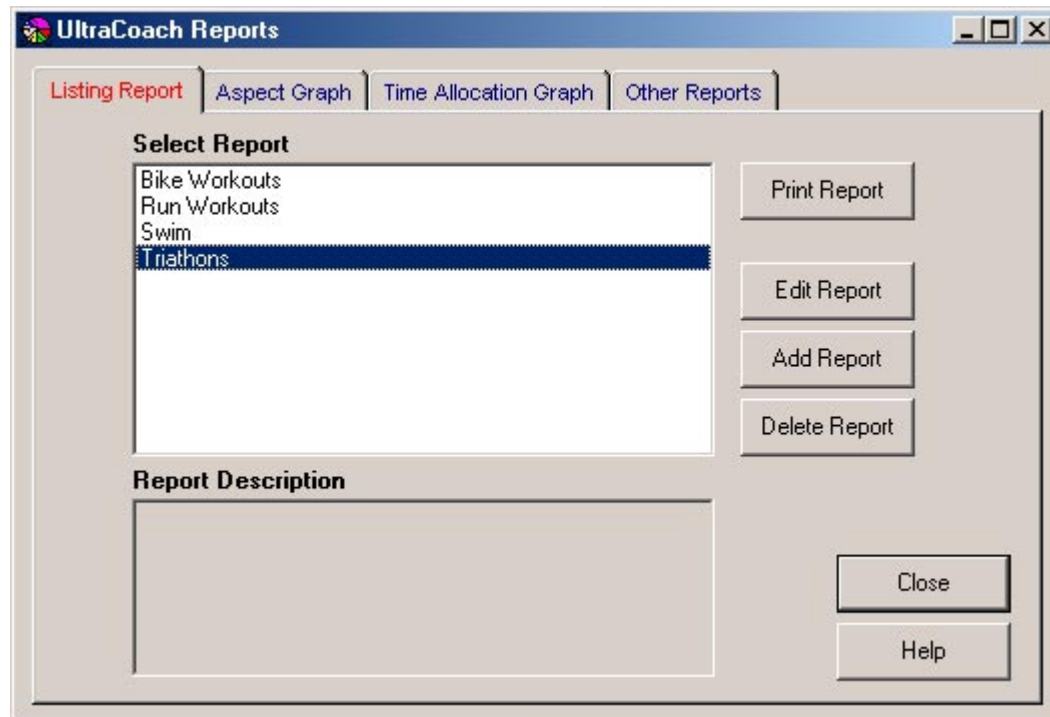 UltraCoach Reports
Listing Report
Aspect Graph
Time Allocation Graph
Other Reports
Select Report
Bike Workouts
Run Workouts
Swim
Triathons
Print Report
Edit Report
Add Report
Delete Report
Report Description
Close
Help